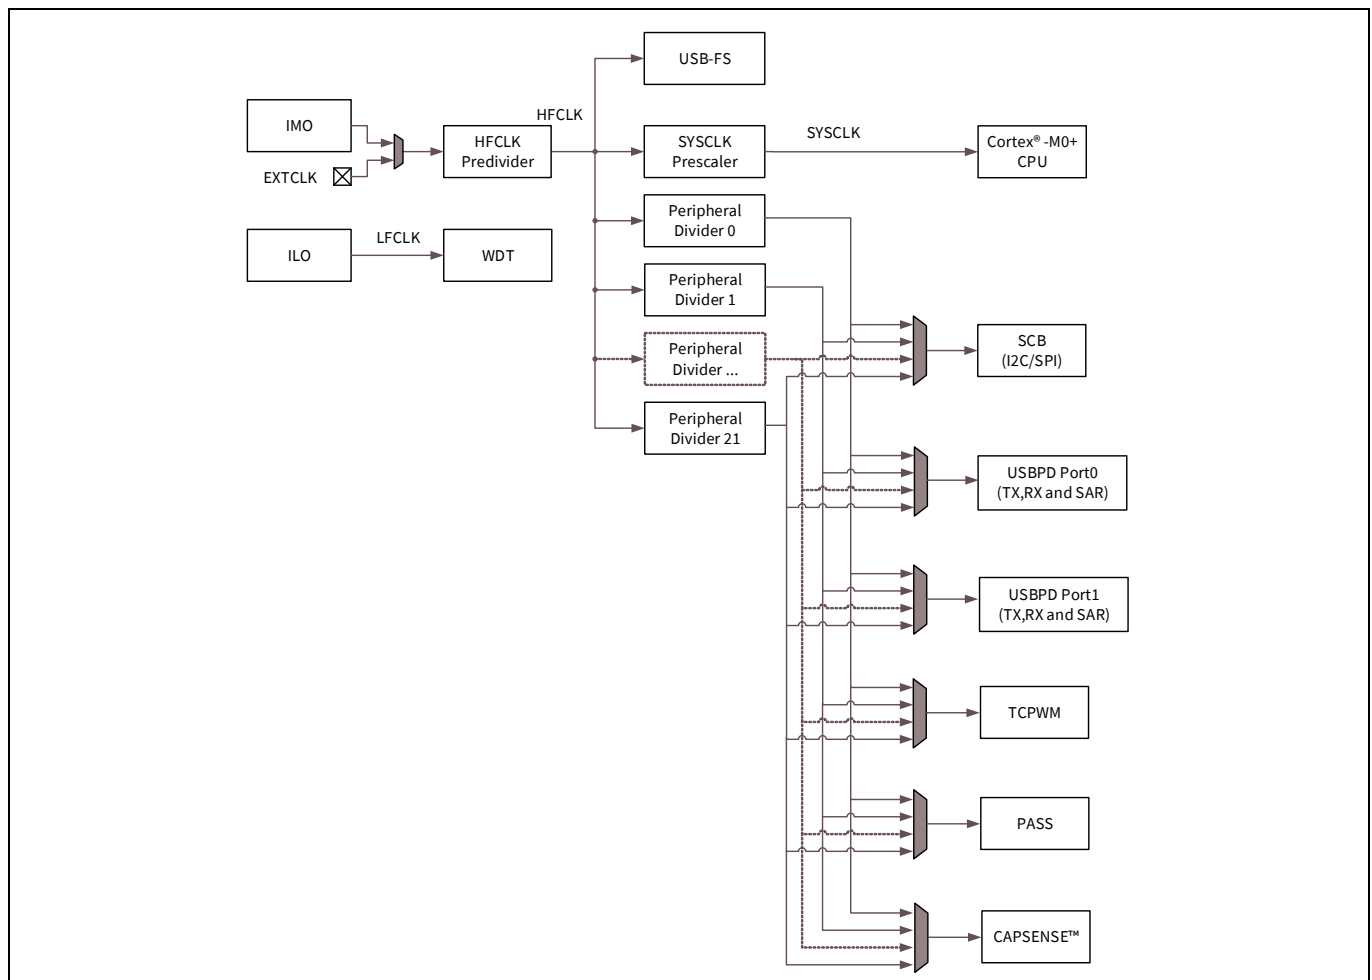 USB-FS
HFCLK
IMO
HFCLK
Predivider
SYSCLK
Prescaler
SYSCLK
Cortex® -M0+
CPU
EXTCLK
Peripheral
Divider 0
LFCLK
ILO
WDT
Peripheral
Divider 1
Peripheral
Divider ...
SCB
(I2C/SPI)
Peripheral
Divider 21
USBPD Port0
(TX,RX and SAR)
USBPD Port1
(TX,RX and SAR)
TCPWM
PASS
CAPSENSE™